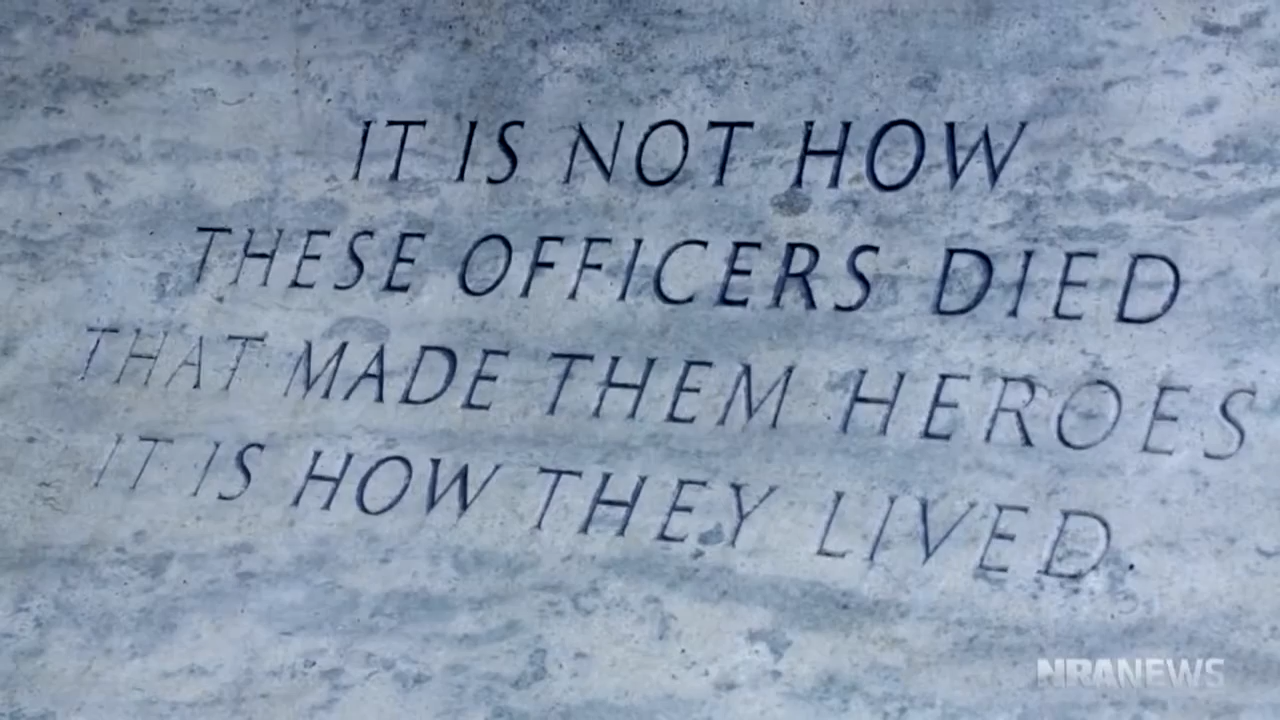 IT IS NOT HOW
THESE OFFICERS DIED
THAT MADE THEM HEROES
IT IS HOW THEY LIVED.
NRANEWS